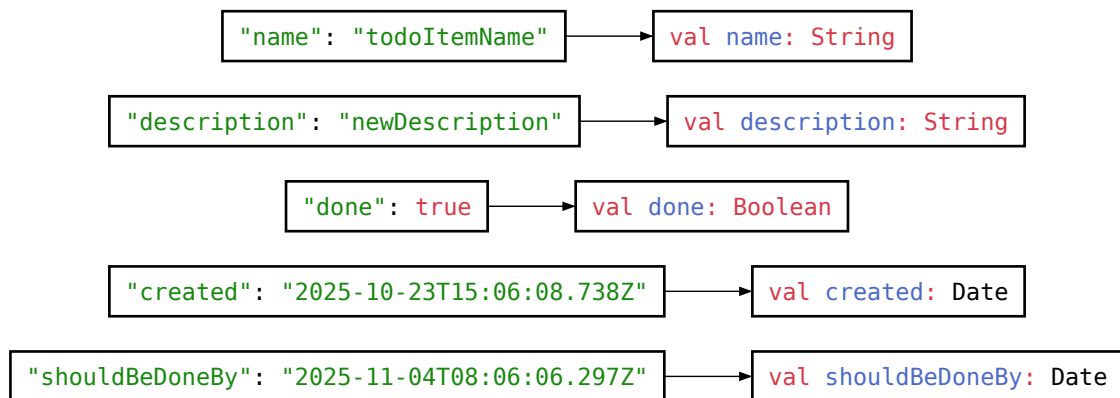 "name": "todoItemName" val name: String
"description": "newDescription" val description: String
"done": true val done: Boolean
"created": "2025-10-23T15:06:08.738Z" val created: Date
"shouldBeDoneBy": "2025-11-04T08:06:06.297Z" val shouldBeDoneBy: Date